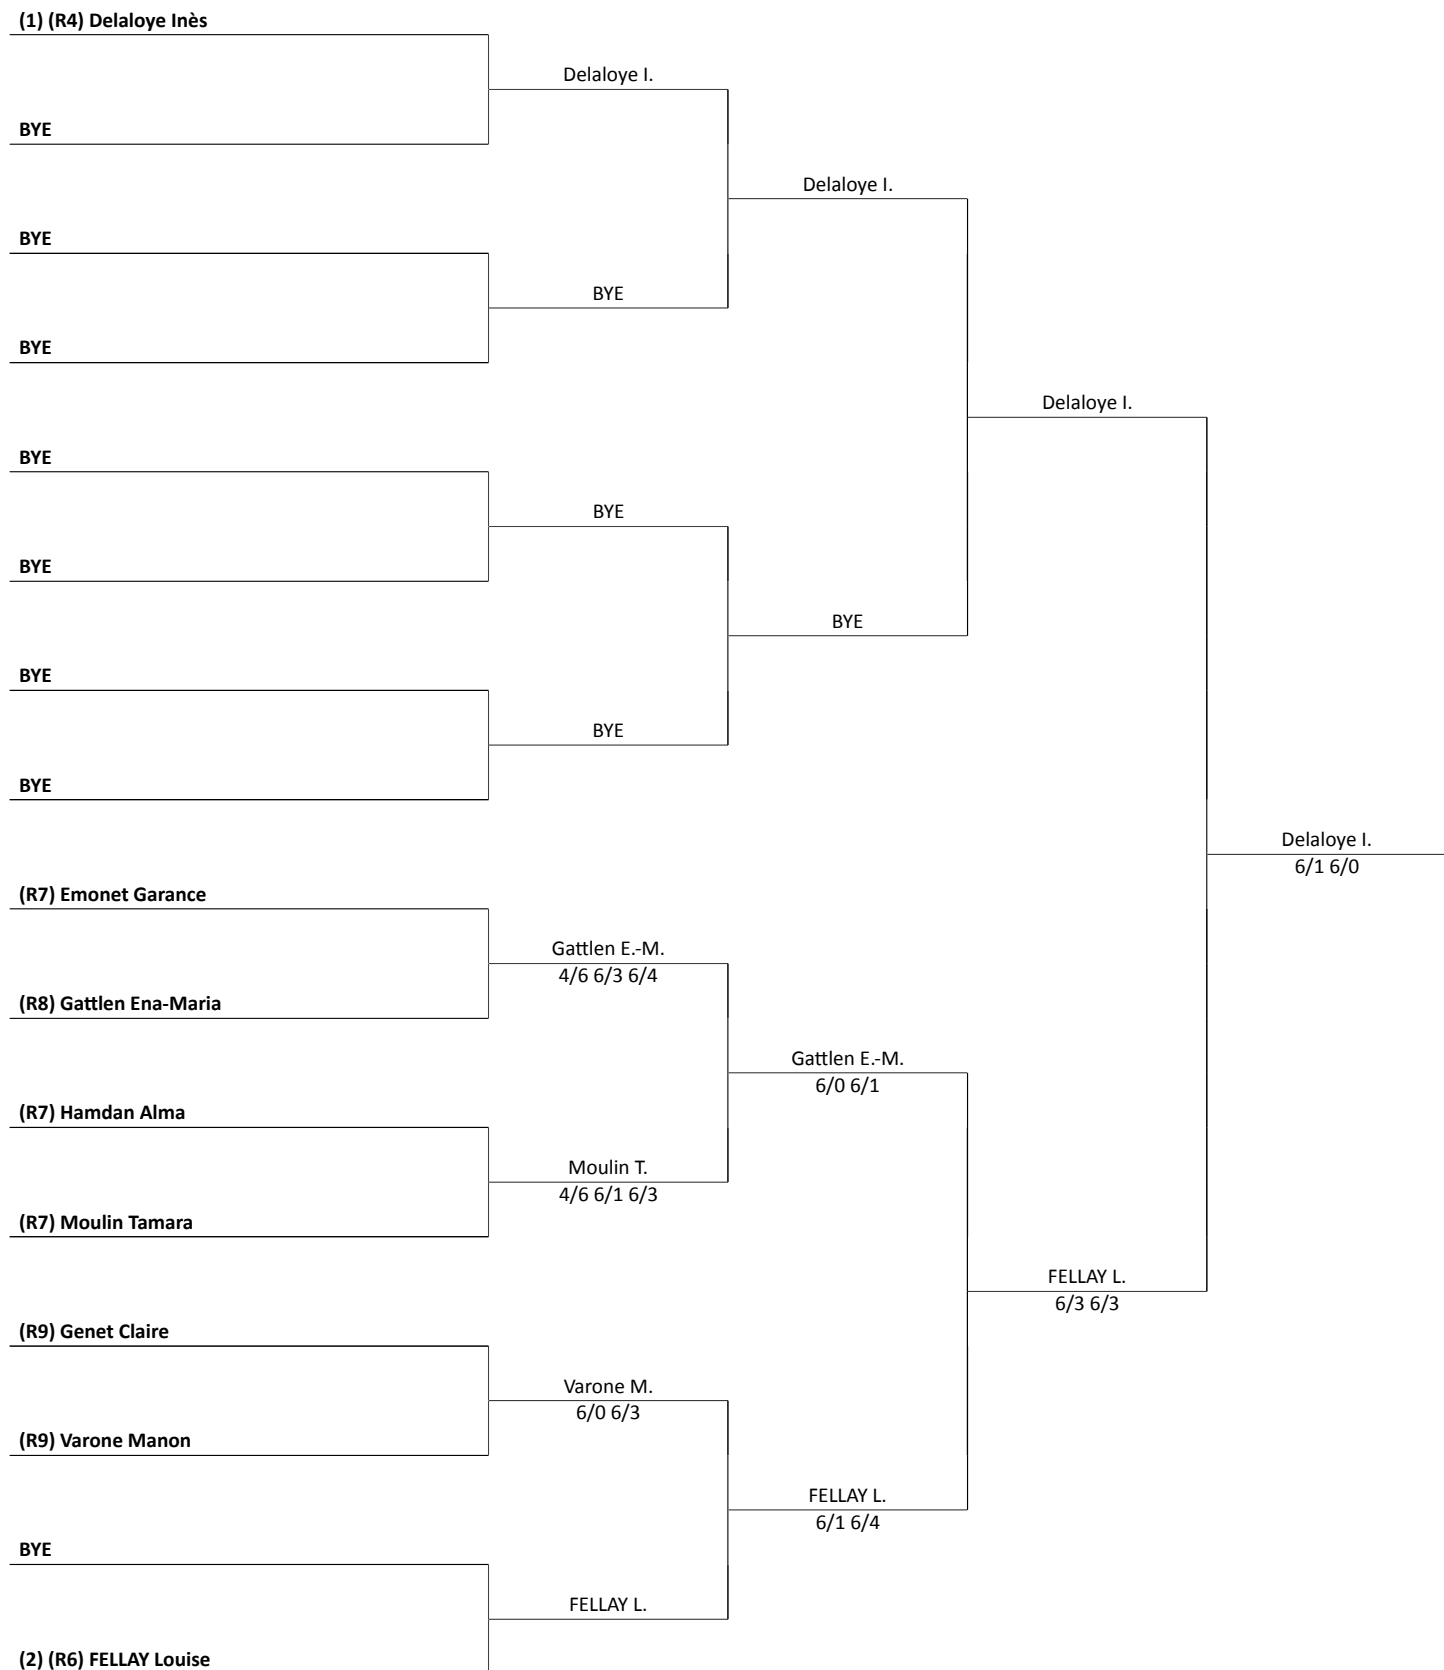 (1) (R4) Delaloye Inès
Delaloye I.
BYE
Delaloye I.
BYE
BYE
BYE
Delaloye I.
BYE
BYE
BYE
BYE
BYE
BYE
BYE
Delaloye I.
6/1 6/0
(R7) Emonet Garance
Gattlen E.-M.
4/6 6/3 6/4
(R8) Gattlen Ena-Maria
Gattlen E.-M.
6/0 6/1
(R7) Hamdan Alma
Moulin T.
4/6 6/1 6/3
(R7) Moulin Tamara
FELLAY L.
6/3 6/3
(R9) Genet Claire
Varone M.
6/0 6/3
(R9) Varone Manon
FELLAY L.
6/1 6/4
BYE
FELLAY L.
(2) (R6) FELLAY Louise